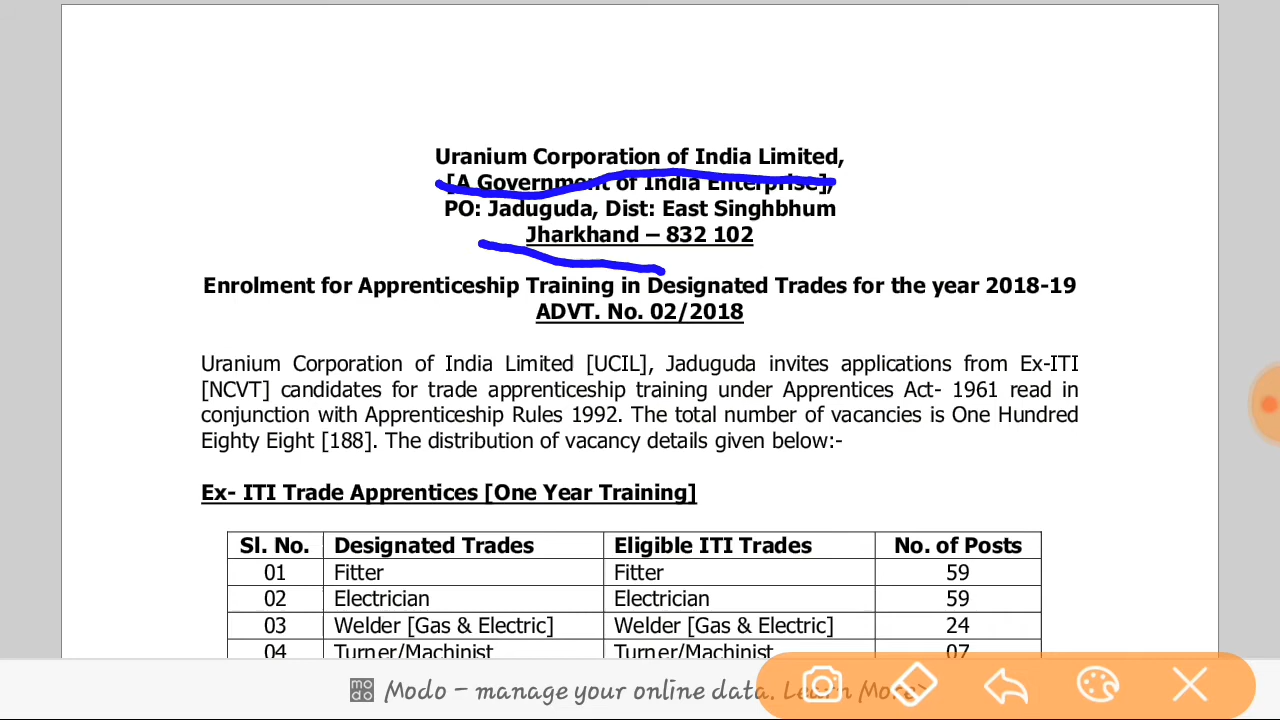 Uranium Corporation of India Limited,
[A Government of India Enterprise],
PO: Jaduguda, Dist: East Singhbhum
Jharkhand – 832 102
Enrolment for Apprenticeship Training in Designated Trades for the year 2018-19
ADVT. No. 02/2018
Uranium Corporation of India Limited [UCIL], Jaduguda invites applications from Ex-ITI
[NCVT] candidates for trade apprenticeship training under Apprentices Act- 1961 read in
conjunction with Apprenticeship Rules 1992. The total number of vacancies is One Hundred
Eighty Eight [188]. The distribution of vacancy details given below:-
Ex- ITI Trade Apprentices [One Year Training]
Sl. No. Designated Trades Eligible ITI Trades No. of Posts
01 Fitter Fitter 59
02 Electrician Electrician 59
03 Welder [Gas & Electric] Welder [Gas & Electric] 24
04 Turner/Machinist Turner/Machinist 07
modo Modo – manage your online data. Learn More